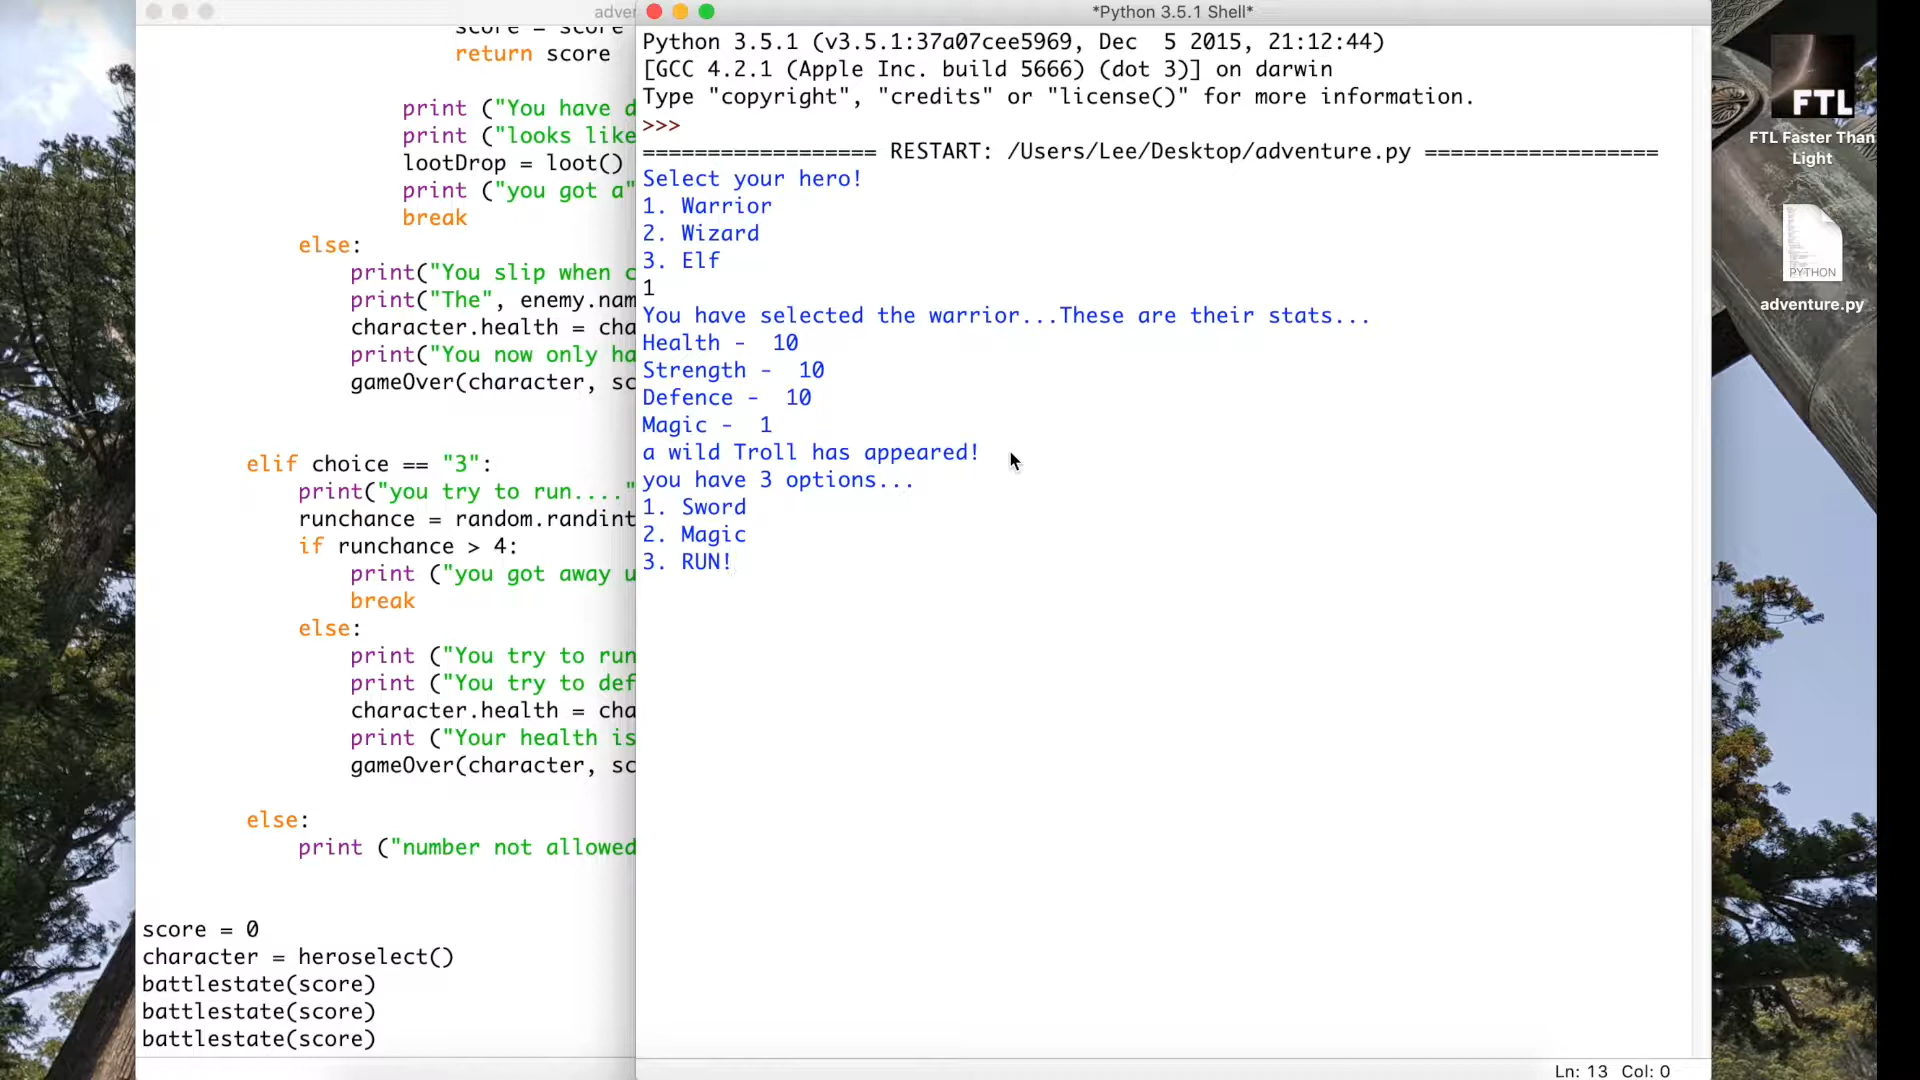 adven
score = score
return score
print ("You have d
print ("looks like
lootDrop = loot()
print ("you got a"
break
else:
print("You slip when c
print("The", enemy.nam
character.health = cha
print("You now only ha
gameOver(character, sc
elif choice == "3":
print("you try to run...."
runchance = random.randint
if runchance > 4:
print ("you got away u
break
else:
print ("You try to run
print ("You try to def
character.health = cha
print ("Your health is
gameOver(character, sc
else:
print ("number not allowed
score = 0
character = heroselect()
battlestate(score)
battlestate(score)
battlestate(score)
*Python 3.5.1 Shell*
Python 3.5.1 (v3.5.1:37a07cee5969, Dec  5 2015, 21:12:44)
[GCC 4.2.1 (Apple Inc. build 5666) (dot 3)] on darwin
Type "copyright", "credits" or "license()" for more information.
>>>
================== RESTART: /Users/Lee/Desktop/adventure.py ==================
Select your hero!
1. Warrior
2. Wizard
3. Elf
1
You have selected the warrior...These are their stats...
Health -  10
Strength -  10
Defence -  10
Magic -  1
a wild Troll has appeared!
you have 3 options...
1. Sword
2. Magic
3. RUN!
Ln: 13 Col: 0
FTL
FTL Faster Than
Light
PYTHON
adventure.py